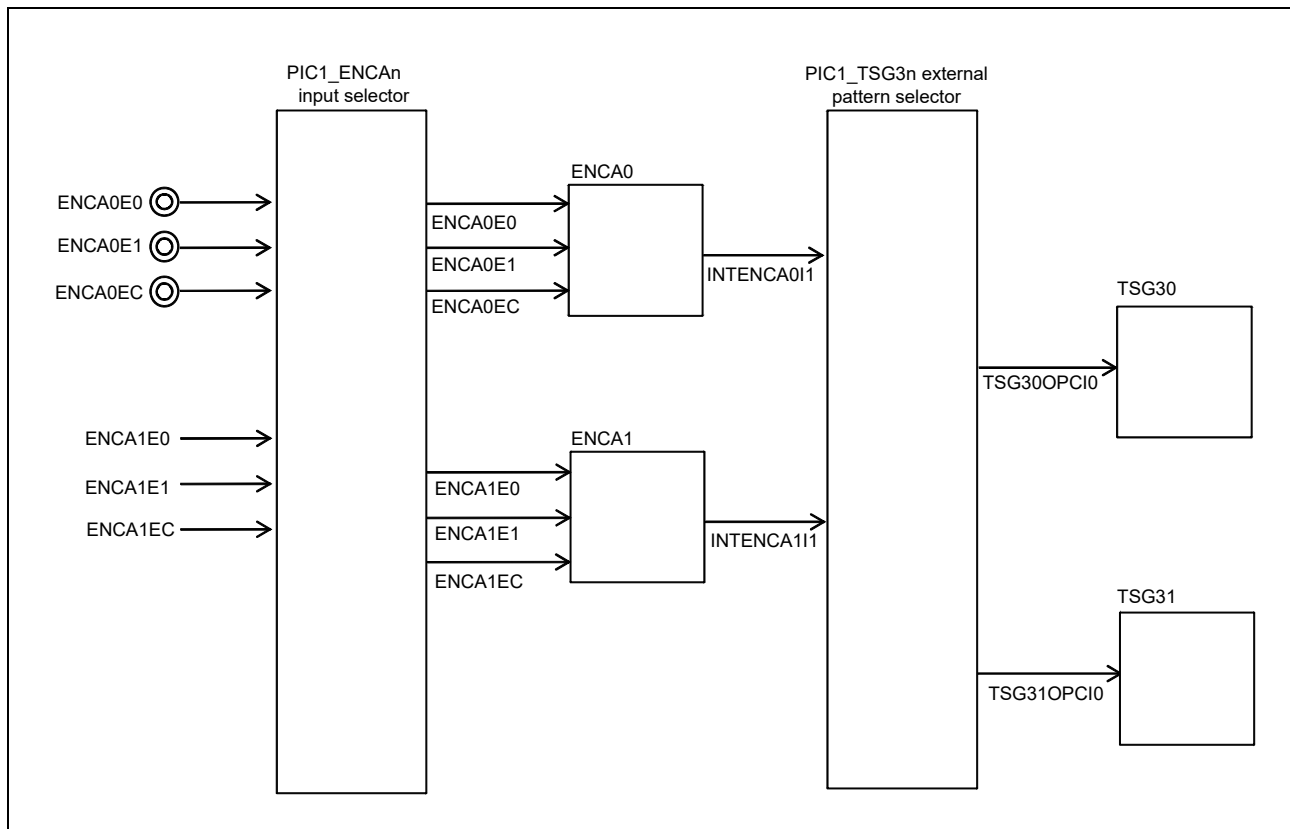 PIC1_ENCAn
input selector
PIC1_TSG3n external
pattern selector
ENCA0E0
ENCA0E1
ENCA0EC
ENCA0
ENCA0E0
ENCA0E1
ENCA0EC
INTENCA0I1
TSG30
TSG30OPCI0
ENCA1E0
ENCA1E1
ENCA1EC
ENCA1
ENCA1E0
ENCA1E1
ENCA1EC
INTENCA1I1
TSG31
TSG31OPCI0